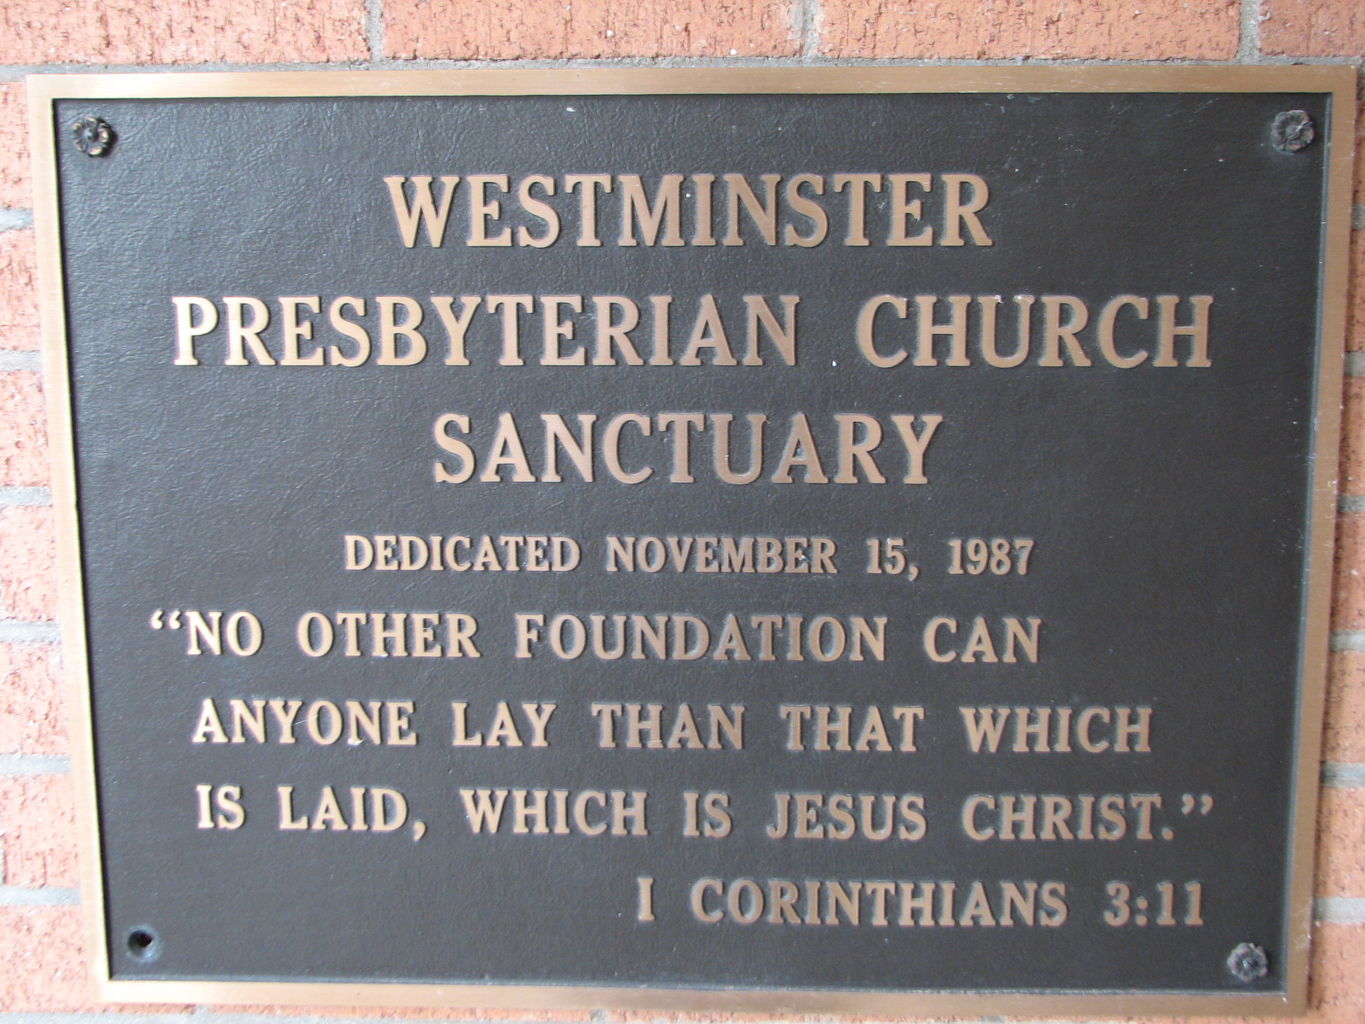 WESTMINSTER
PRESBYTERIAN CHURCH
SANCTUARY
DEDICATED NOVEMBER 15, 1987
“NO OTHER FOUNDATION CAN
ANYONE LAY THAN THAT WHICH
IS LAID, WHICH IS JESUS CHRIST.”
I CORINTHIANS 3:11